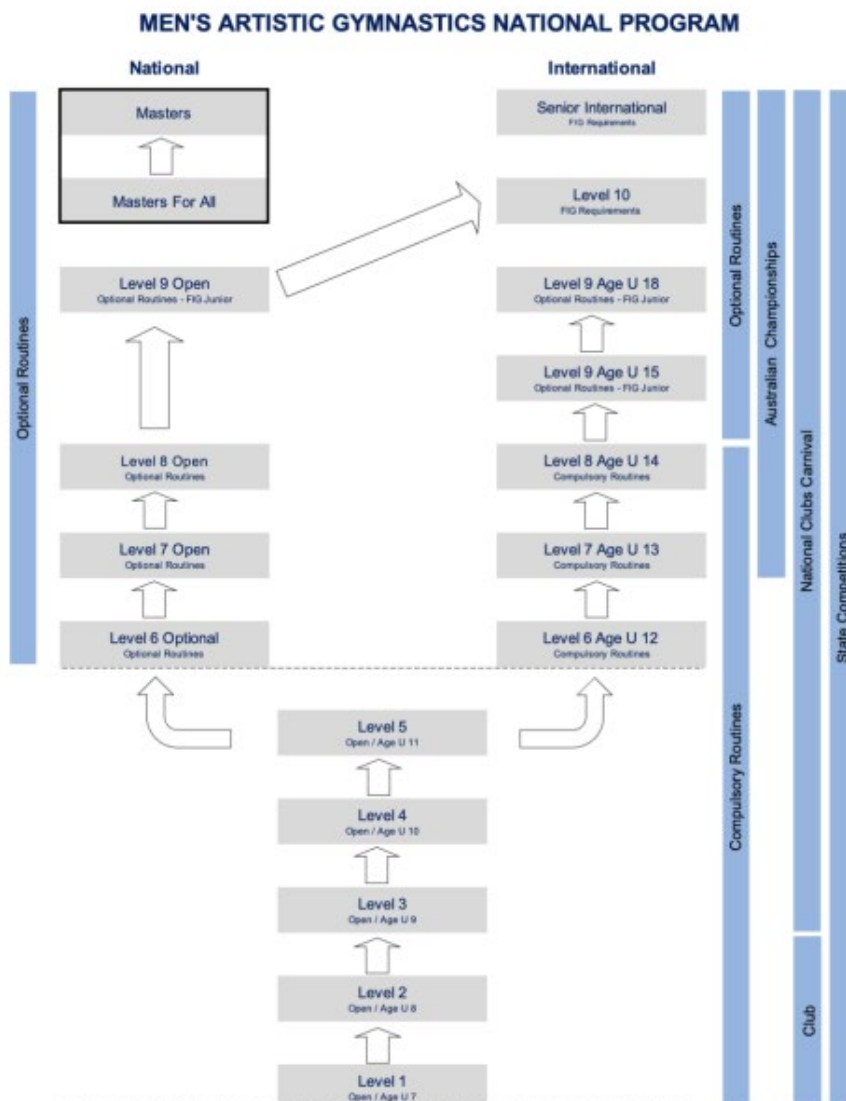 MEN'S ARTISTIC GYMNASTICS NATIONAL PROGRAM
National
International
Masters
Masters For All
Level 9 Open
Optional Routines - FIG Junior
Level 8 Open
Optional Routines
Level 7 Open
Optional Routines
Level 6 Optional
Optional Routines
Optional Routines
Senior International
FIG Requirements
Level 10
FIG Requirements
Level 9 Age U 18
Optional Routines - FIG Junior
Level 9 Age U 15
Optional Routines - FIG Junior
Level 8 Age U 14
Compulsory Routines
Level 7 Age U 13
Compulsory Routines
Level 6 Age U 12
Compulsory Routines
Level 5
Open / Age U 11
Level 4
Open / Age U 10
Level 3
Open / Age U 9
Level 2
Open / Age U 8
Level 1
Open / Age U 7
Optional Routines
Compulsory Routines
Australian Championships
National Clubs Carnival
Club
State Competitions